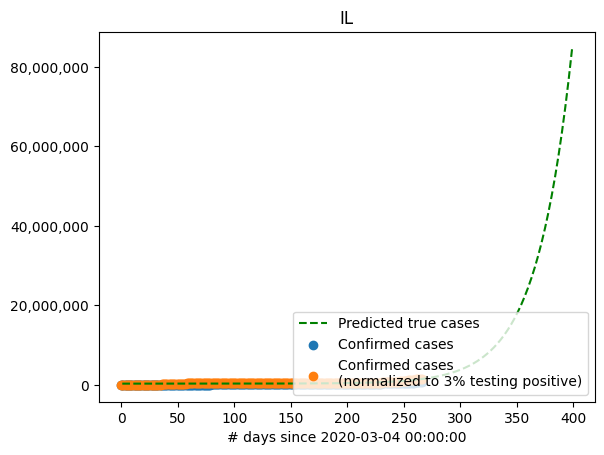 IL
80,000,000
60,000,000
40,000,000
20,000,000
0
Predicted true cases
Confirmed cases
Confirmed cases
(normalized to 3% testing positive)
0 50 100 150 200 250 300 350 400
# days since 2020-03-04 00:00:00